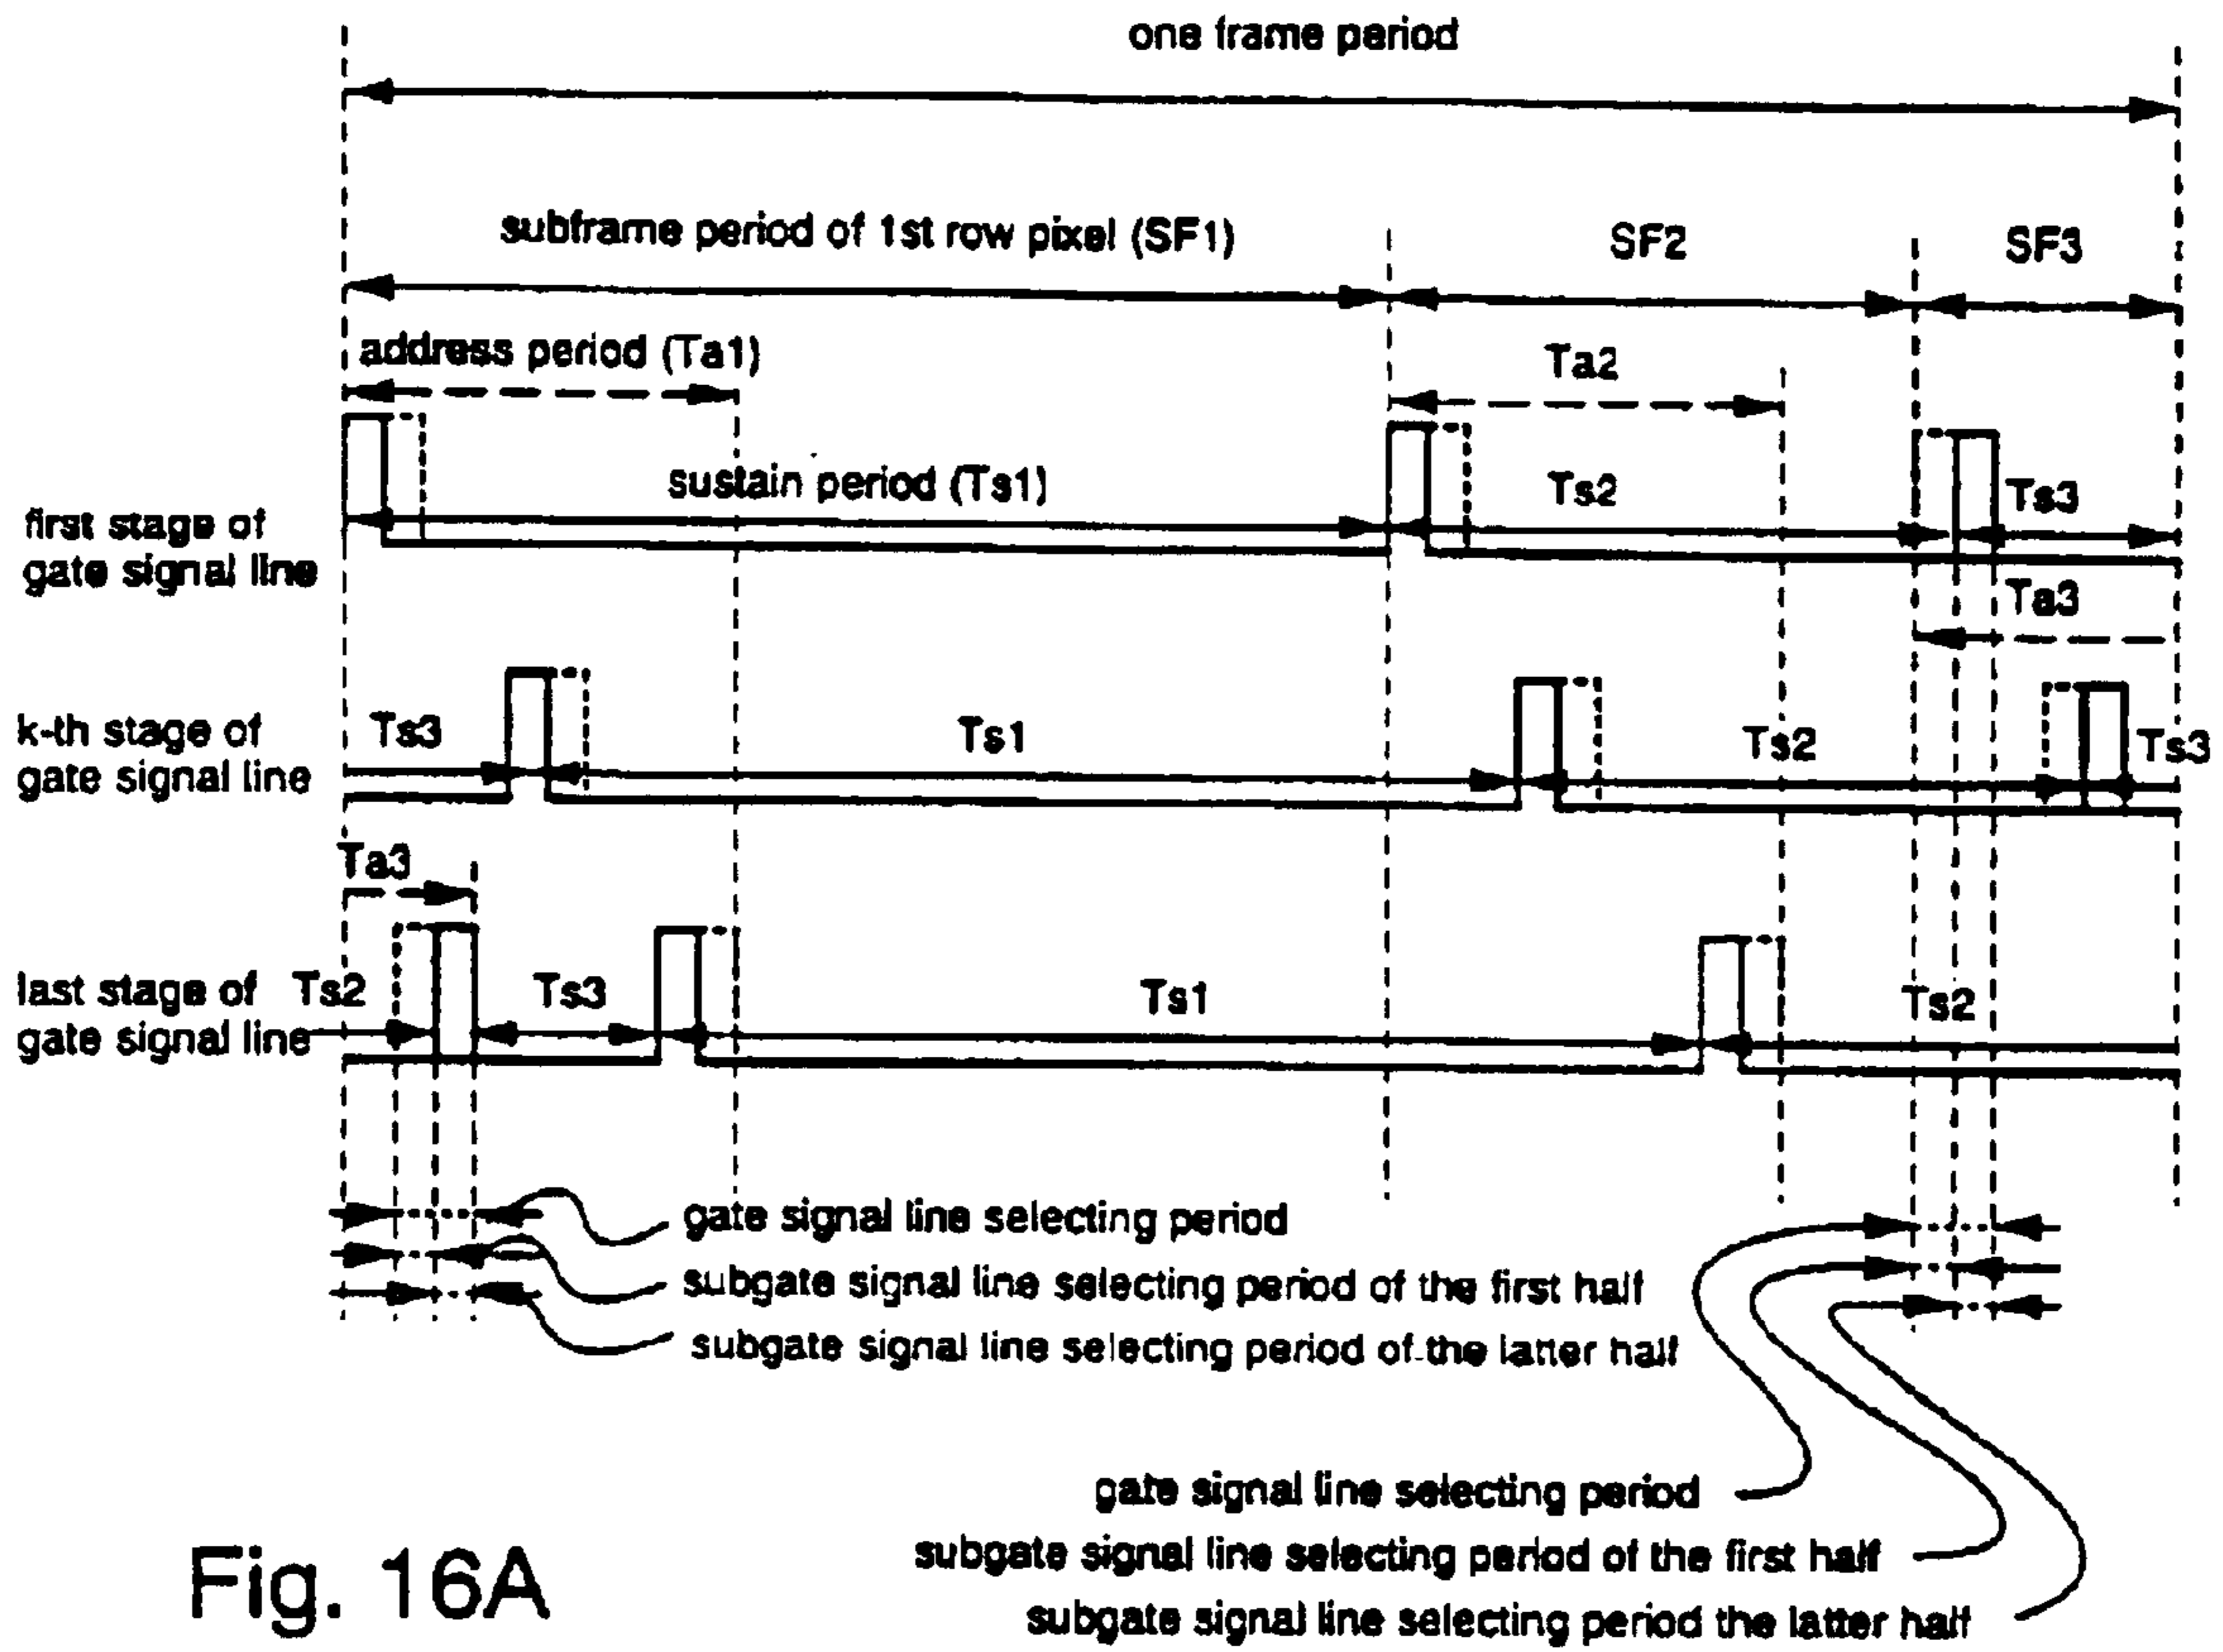 one frame period
subframe period of 1st row pixel (SF1)
SF2
SF3
address period (Ta1)
Ta2
sustain period (Ts1)
Ts2
Ts3
first stage of
gate signal line
Ta3
k-th stage of
gate signal line
Ts3
Ts1
Ts2
Ts3
Ta3
last stage of
gate signal line
Ts2
Ts3
Ts1
Ts2
gate signal line selecting period
subgate signal line selecting period of the first half
subgate signal line selecting period of the latter half
gate signal line selecting period
subgate signal line selecting period of the first half
subgate signal line selecting period the latter half
Fig. 16A